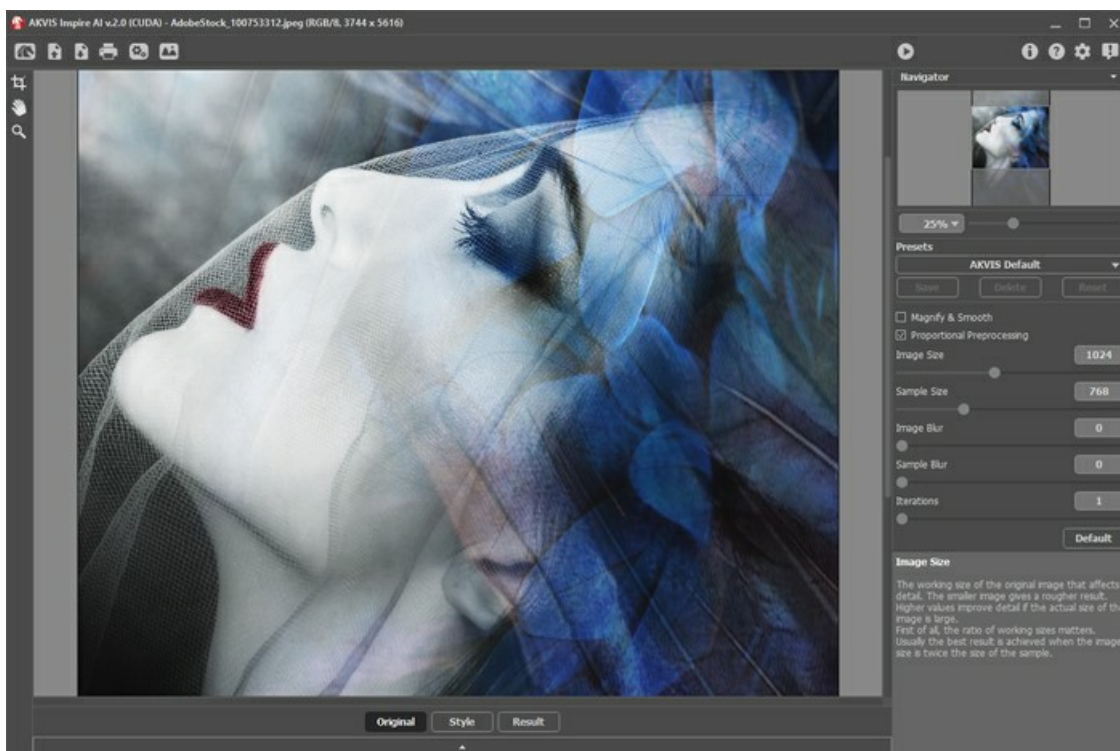 AKVIS Inspire AI v.2.0 (CUDA) - AdobeStock_100753312.jpeg (RGB/8, 3744 x 5616)
Navigator
25%
Presets
AKVIS Default
Save Delete Reset
Magnify & Smooth
Proportional Preprocessing
Image Size 1024
Sample Size 768
Image Blur 0
Sample Blur 0
Iterations 1
Default
Image Size
The working size of the original image that affects
detail. The smaller image gives a rougher result.
Higher values improve detail if the actual size of the
image is large.
First of all, the ratio of working sizes matters.
Usually the best result is achieved when the image
size is twice the size of the sample.
Original Style Result